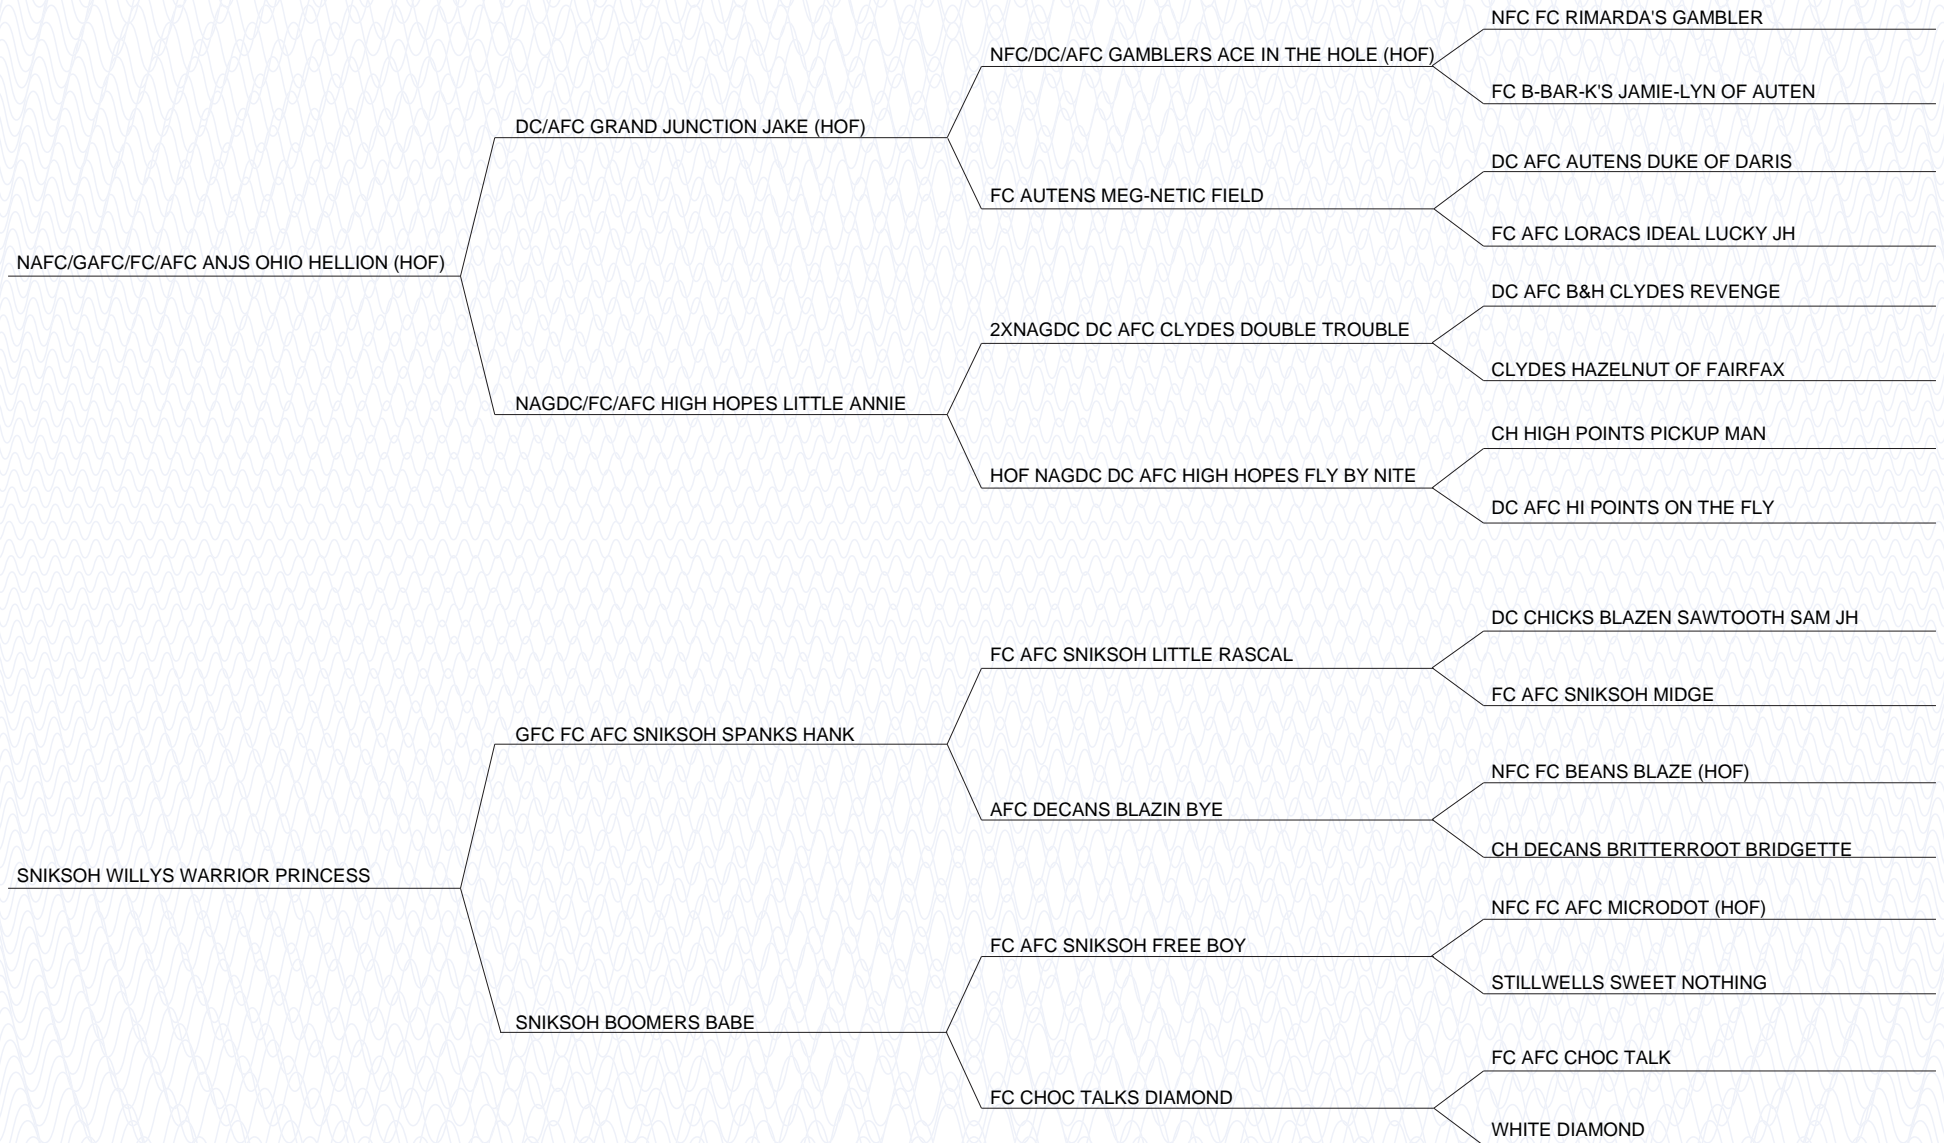 NFC FC RIMARDA'S GAMBLER
NFC/DC/AFC GAMBLERS ACE IN THE HOLE (HOF)
FC B-BAR-K'S JAMIE-LYN OF AUTEN
DC/AFC GRAND JUNCTION JAKE (HOF)
DC AFC AUTENS DUKE OF DARIS
FC AUTENS MEG-NETIC FIELD
FC AFC LORACS IDEAL LUCKY JH
NAFC/GAFC/FC/AFC ANJS OHIO HELLION (HOF)
DC AFC B&H CLYDES REVENGE
2XNAGDC DC AFC CLYDES DOUBLE TROUBLE
CLYDES HAZELNUT OF FAIRFAX
NAGDC/FC/AFC HIGH HOPES LITTLE ANNIE
CH HIGH POINTS PICKUP MAN
HOF NAGDC DC AFC HIGH HOPES FLY BY NITE
DC AFC HI POINTS ON THE FLY
DC CHICKS BLAZEN SAWTOOTH SAM JH
FC AFC SNIKSOH LITTLE RASCAL
FC AFC SNIKSOH MIDGE
GFC FC AFC SNIKSOH SPANKS HANK
NFC FC BEANS BLAZE (HOF)
AFC DECANS BLAZIN BYE
CH DECANS BRITTERROOT BRIDGETTE
SNIKSOH WILLYS WARRIOR PRINCESS
NFC FC AFC MICRODOT (HOF)
FC AFC SNIKSOH FREE BOY
STILLWELLS SWEET NOTHING
SNIKSOH BOOMERS BABE
FC AFC CHOC TALK
FC CHOC TALKS DIAMOND
WHITE DIAMOND